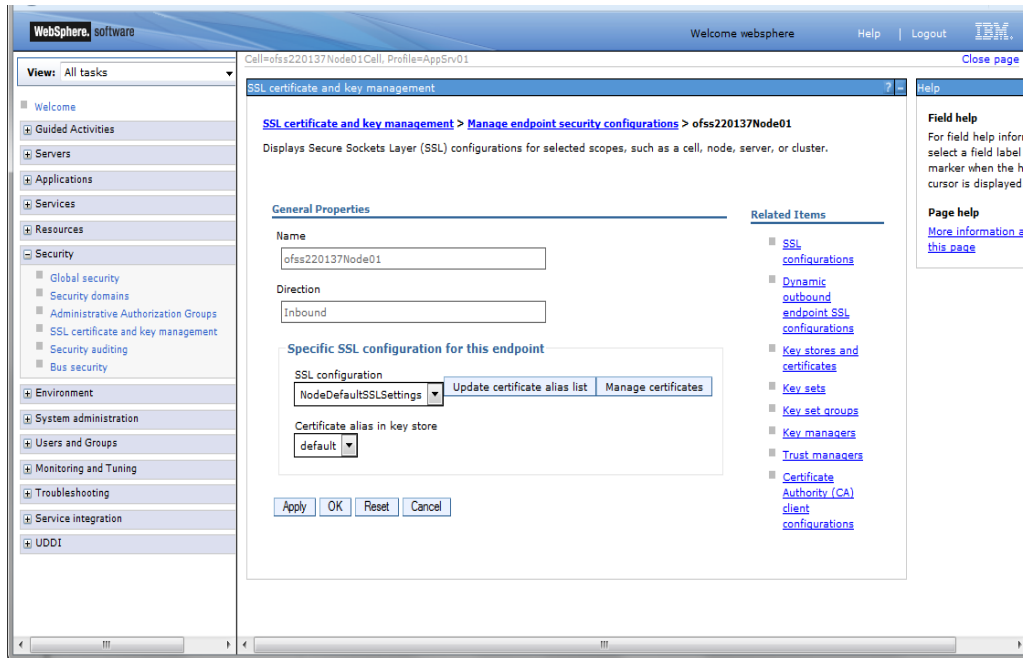 WebSphere. software
Welcome websphere Help | Logout IBM.
View: All tasks
Cell=ofss220137Node01Cell, Profile=AppSrv01
Close page
Welcome
Guided Activities
Servers
Applications
Services
Resources
Security
Global security
Security domains
Administrative Authorization Groups
SSL certificate and key management
Security auditing
Bus security
Environment
System administration
Users and Groups
Monitoring and Tuning
Troubleshooting
Service integration
UDDI
SSL certificate and key management ? -
SSL certificate and key management > Manage endpoint security configurations > ofss220137Node01
Displays Secure Sockets Layer (SSL) configurations for selected scopes, such as a cell, node, server, or cluster.
General Properties
Name
ofss220137Node01
Direction
Inbound
Specific SSL configuration for this endpoint
SSL configuration
NodeDefaultSSLSettings Update certificate alias list Manage certificates
Certificate alias in key store
default
Apply OK Reset Cancel
Related Items
SSL
configurations
Dynamic
outbound
endpoint SSL
configurations
Key stores and
certificates
Key sets
Key set groups
Key managers
Trust managers
Certificate
Authority (CA)
client
configurations
Help
Field help
For field help infor
select a field label
marker when the h
cursor is displayed
Page help
More information a
this page